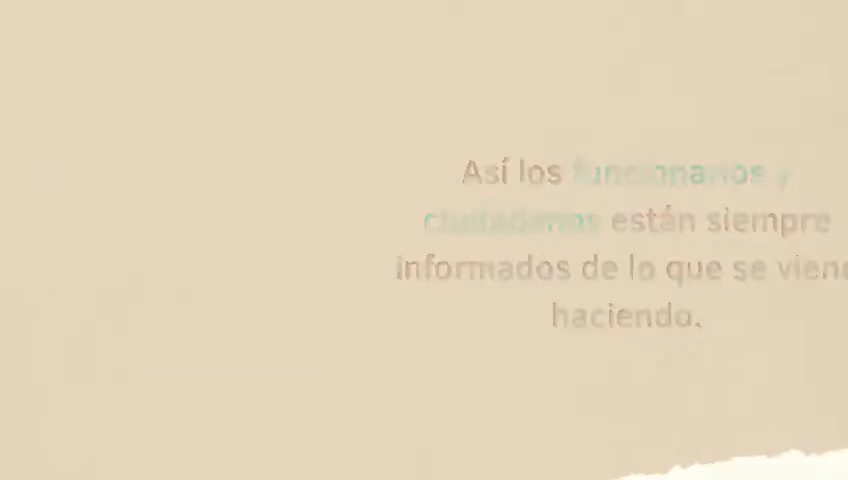 Así los funcionarios y
ciudadanos están siempre
informados de lo que se viene
haciendo.